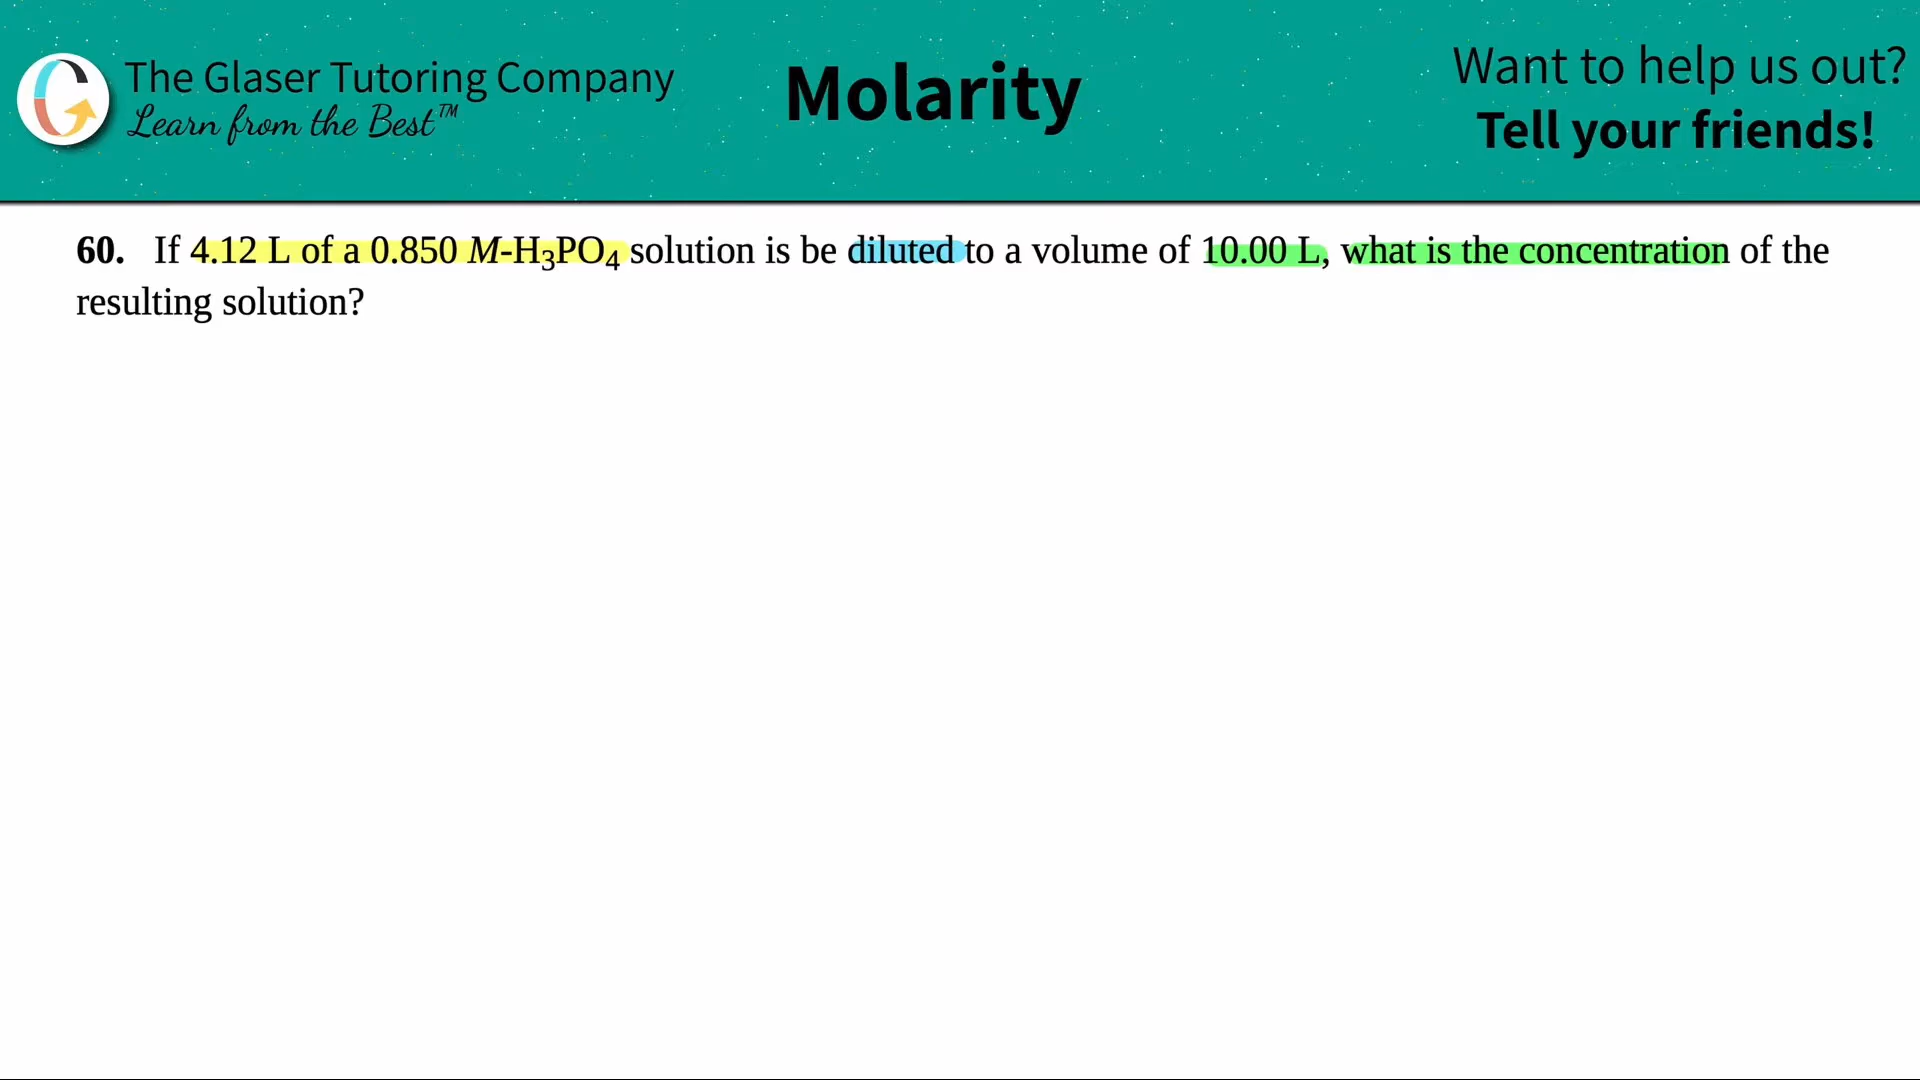 The Glaser Tutoring Company
Learn from the Best™
Molarity
Want to help us out?
Tell your friends!
60. If 4.12 L of a 0.850 M-H₃PO₄ solution is be diluted to a volume of 10.00 L, what is the concentration of the
resulting solution?